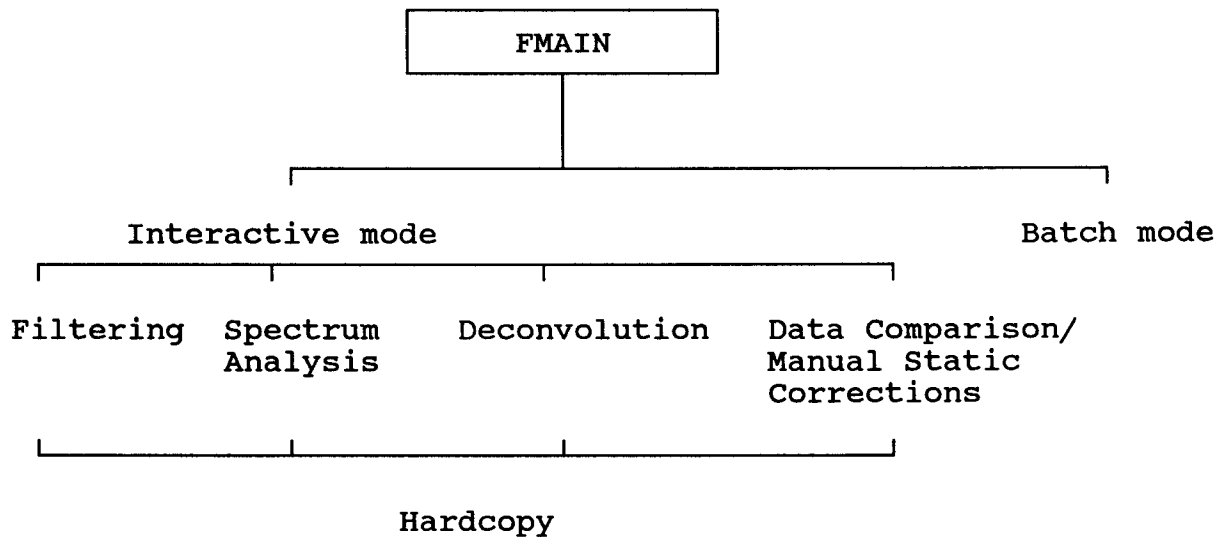 FMAIN
Interactive mode
Batch mode
Filtering
Spectrum
Analysis
Deconvolution
Data Comparison/
Manual Static
Corrections
Hardcopy